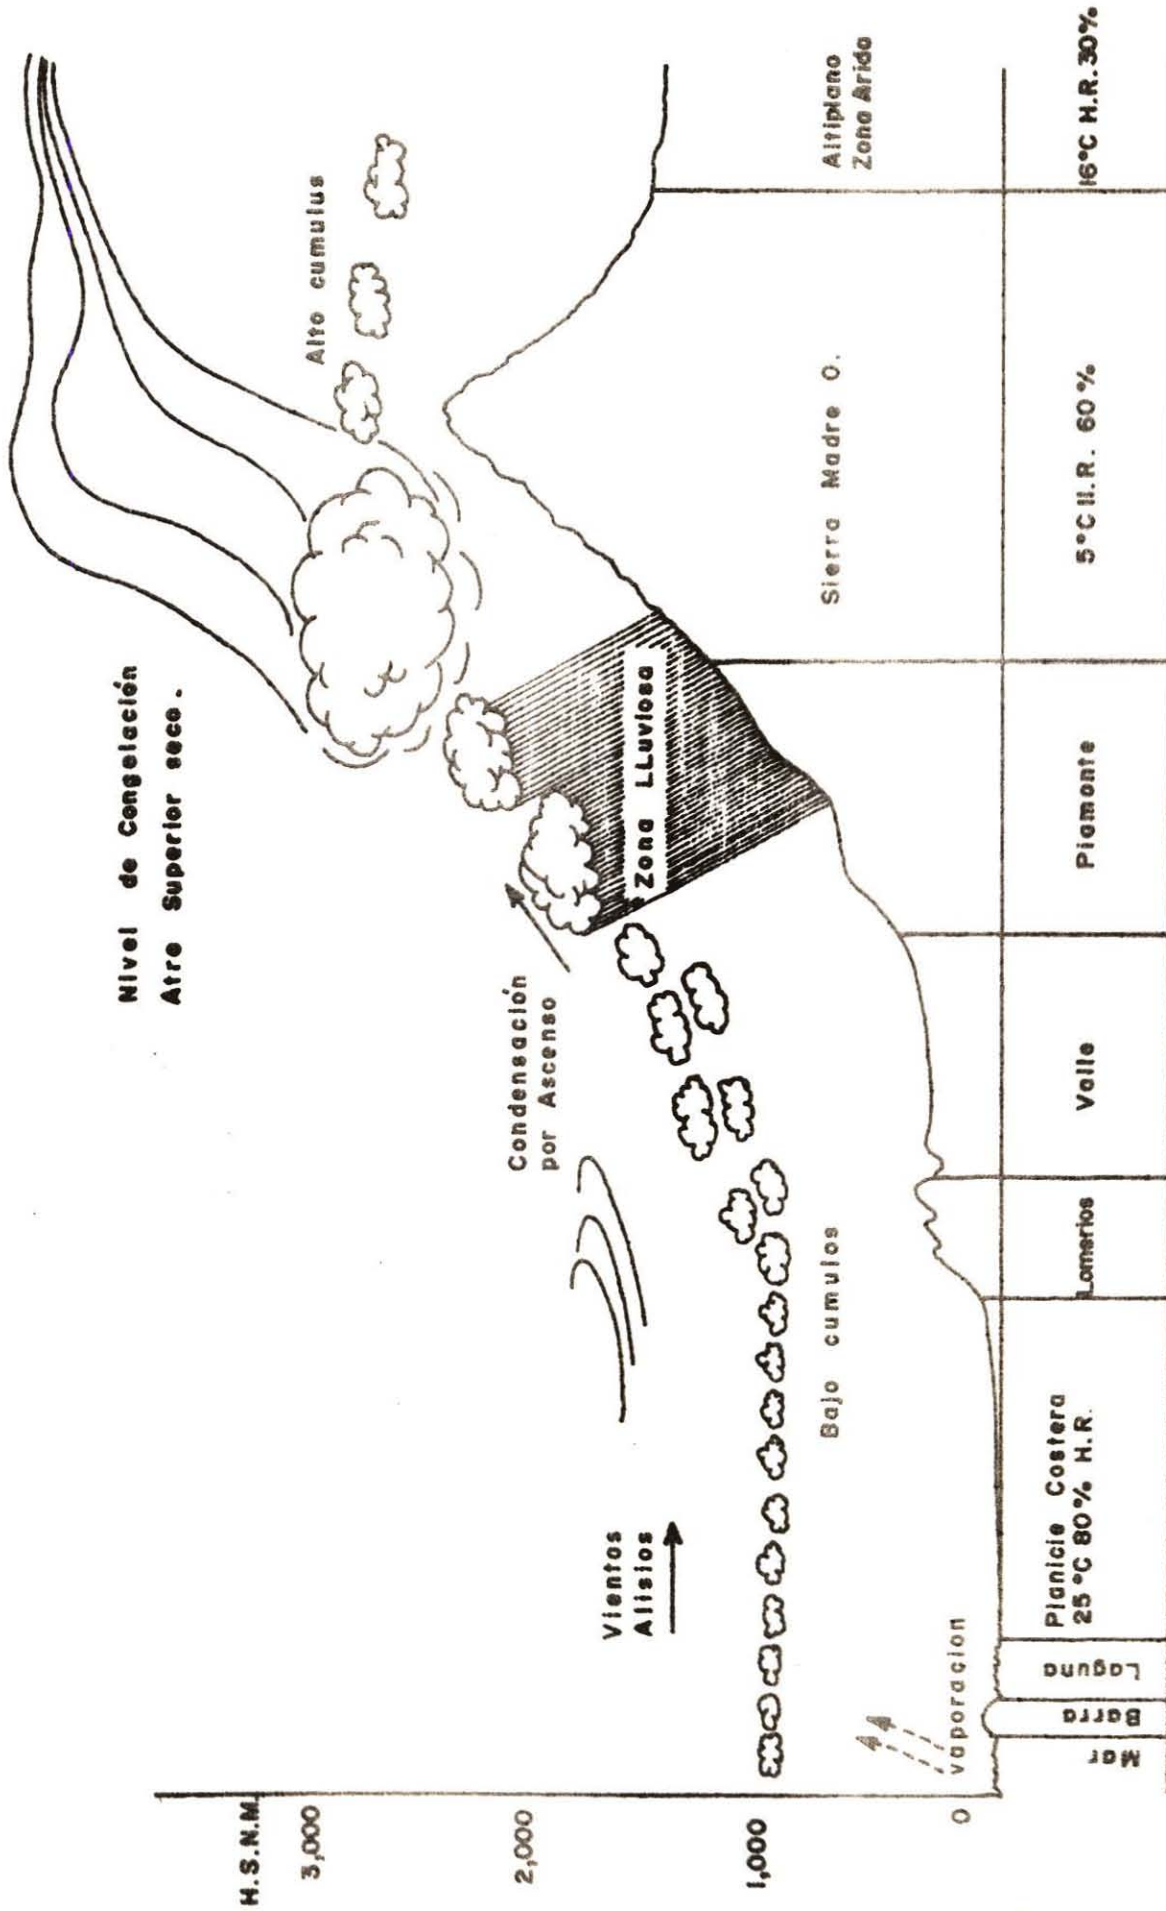 Nivel de Congelación
Atre Superior seco.
Alto cumulus
Condensación
por Ascenso
Vientos
Alisios
Zona LLuviosa
Bajo cumulos
vaporacion
H.S.N.M.
3,000
2,000
1,000
0
Sierra Madre O.
Altiplano
Zona Arida
Mar
Barra
Laguna
Planicie Costera
25°C 80% H.R.
Lomerios
Valle
Piamonte
5°C H.R. 60%
16°C H.R. 30%